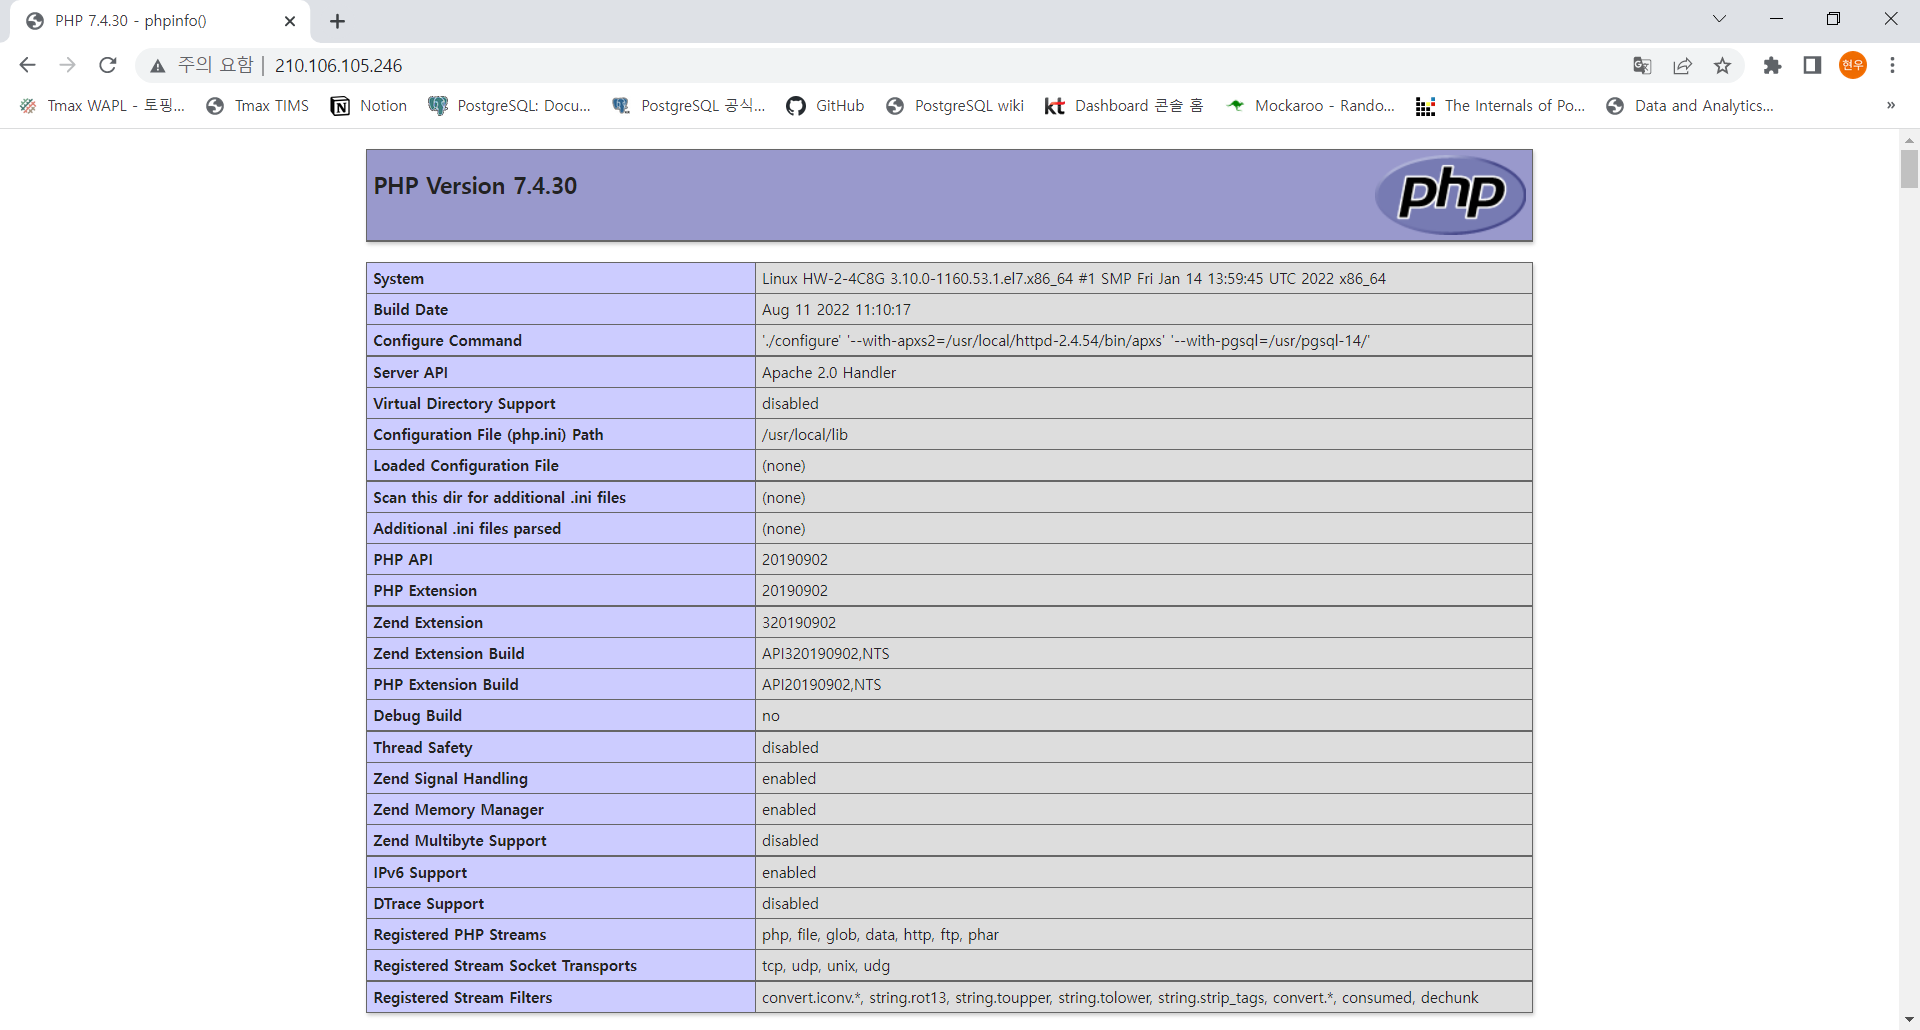 PHP 7.4.30 - phpinfo()
주의 요함 | 210.106.105.246
현우
Tmax WAPL - 토핑... Tmax TIMS Notion PostgreSQL: Docu... PostgreSQL 공식... GitHub PostgreSQL wiki kt Dashboard 콘솔 홈 Mockaroo - Rando... The Internals of Po... Data and Analytics... »
PHP Version 7.4.30
php
System Linux HW-2-4C8G 3.10.0-1160.53.1.el7.x86_64 #1 SMP Fri Jan 14 13:59:45 UTC 2022 x86_64
Build Date Aug 11 2022 11:10:17
Configure Command './configure' '--with-apxs2=/usr/local/httpd-2.4.54/bin/apxs' '--with-pgsql=/usr/pgsql-14/'
Server API Apache 2.0 Handler
Virtual Directory Support disabled
Configuration File (php.ini) Path /usr/local/lib
Loaded Configuration File (none)
Scan this dir for additional .ini files (none)
Additional .ini files parsed (none)
PHP API 20190902
PHP Extension 20190902
Zend Extension 320190902
Zend Extension Build API320190902,NTS
PHP Extension Build API20190902,NTS
Debug Build no
Thread Safety disabled
Zend Signal Handling enabled
Zend Memory Manager enabled
Zend Multibyte Support disabled
IPv6 Support enabled
DTrace Support disabled
Registered PHP Streams php, file, glob, data, http, ftp, phar
Registered Stream Socket Transports tcp, udp, unix, udg
Registered Stream Filters convert.iconv.*, string.rot13, string.toupper, string.tolower, string.strip_tags, convert.*, consumed, dechunk